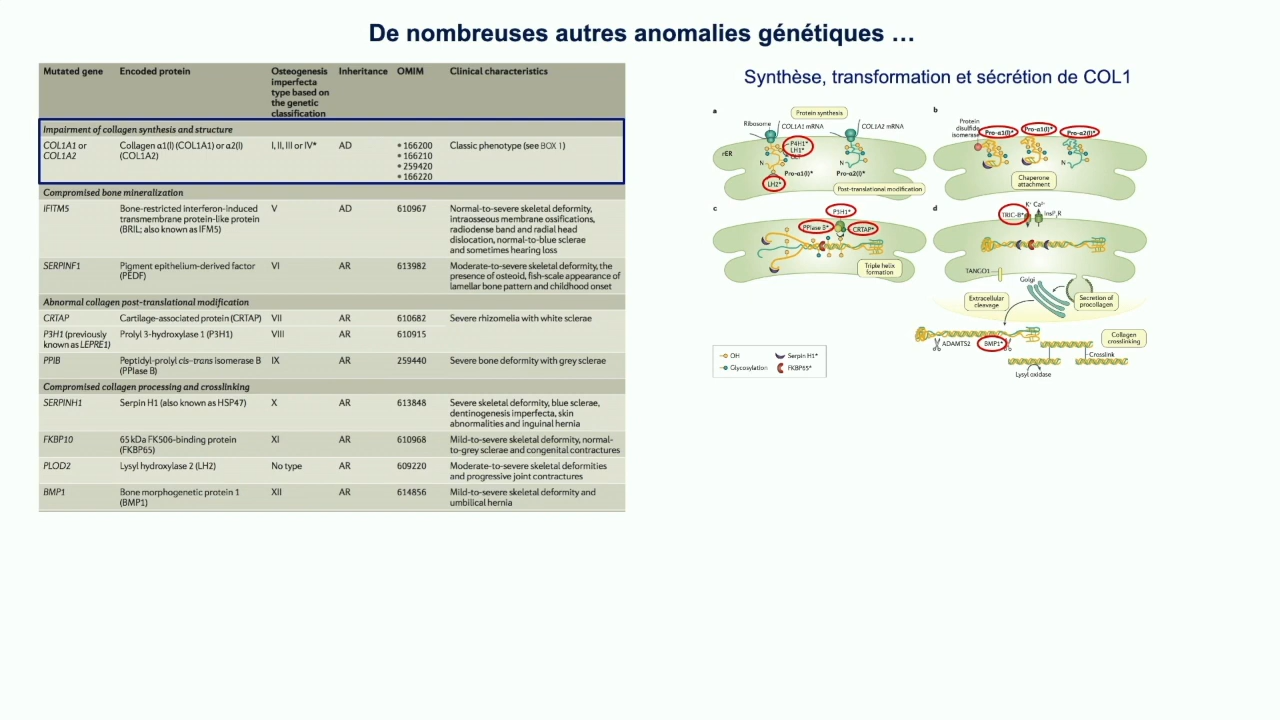 De nombreuses autres anomalies génétiques …
Mutated gene Encoded protein Osteogenesis imperfecta type based on the genetic classification Inheritance OMIM Clinical characteristics
Impairment of collagen synthesis and structure
COL1A1 or COL1A2 Collagen α1(I) (COL1A1) or α2(I) (COL1A2) I, II, III or IV* AD • 166200 • 166210 • 259420 • 166220 Classic phenotype (see BOX 1)
Compromised bone mineralization
IFITM5 Bone-restricted interferon-induced transmembrane protein-like protein (BRIL; also known as IFM5) V AD 610967 Normal-to-severe skeletal deformity, intraosseous membrane ossifications, radiodense band and radial head dislocation, normal-to-blue sclerae and sometimes hearing loss
SERPINF1 Pigment epithelium-derived factor (PEDF) VI AR 613982 Moderate-to-severe skeletal deformity, the presence of osteoid, fish-scale appearance of lamellar bone pattern and childhood onset
Abnormal collagen post-translational modification
CRTAP Cartilage-associated protein (CRTAP) VII AR 610682 Severe rhizomelia with white sclerae
P3H1 (previously known as LEPRE1) Prolyl 3-hydroxylase 1 (P3H1) VIII AR 610915
PPIB Peptidyl-prolyl cis–trans isomerase B (PPIase B) IX AR 259440 Severe bone deformity with grey sclerae
Compromised collagen processing and crosslinking
SERPINH1 Serpin H1 (also known as HSP47) X AR 613848 Severe skeletal deformity, blue sclerae, dentinogenesis imperfecta, skin abnormalities and inguinal hernia
FKBP10 65 kDa FK506-binding protein (FKBP65) XI AR 610968 Mild-to-severe skeletal deformity, normal-to-grey sclerae and congenital contractures
PLOD2 Lysyl hydroxylase 2 (LH2) No type AR 609220 Moderate-to-severe skeletal deformities and progressive joint contractures
BMP1 Bone morphogenetic protein 1 (BMP1) XII AR 614856 Mild-to-severe skeletal deformity and umbilical hernia
Synthèse, transformation et sécrétion de COL1
a
Protein synthesis
Ribosome
COL1A1 mRNA
COL1A2 mRNA
rER
P4H1*
LH1*
Pro-α1(I)*
Pro-α2(I)*
LH2*
Post-translational modification
b
Protein disulfide isomerase
Pro-α1(I)*
Pro-α1(I)*
Pro-α2(I)*
Chaperone attachment
c
P3H1*
PPIase B*
CRTAP*
Triple helix formation
d
K⁺ Ca²⁺
TRIC-B*
InsP₃R
TANGO1
Golgi
Extracellular cleavage
Secretion of procollagen
ADAMTS2
BMP1*
Collagen crosslinking
Crosslink
Lysyl oxidase
OH
Serpin H1*
Glycosylation
FKBP65*